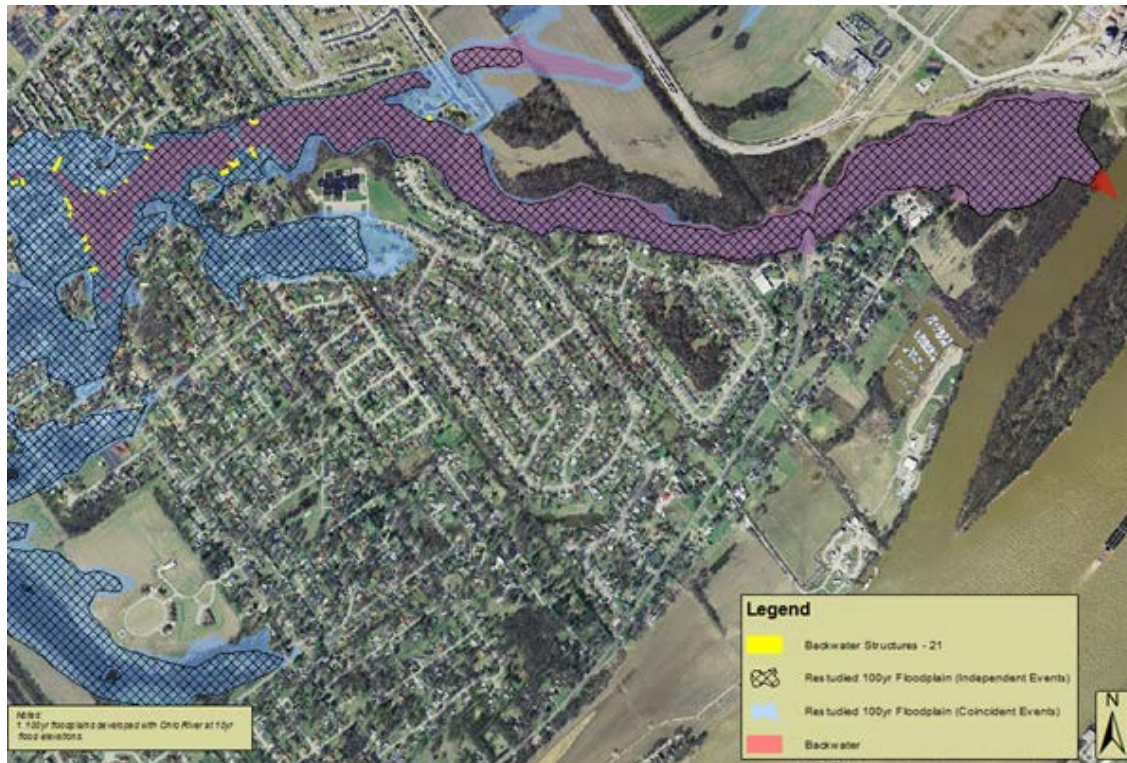 Legend
Backwater Structures - 21
Restudied 100yr Floodplain (Independent Events)
Restudied 100yr Floodplain (Coincident Events)
Backwater
N
Notes:
1. 100yr floodplains developed with Ohio River at 10yr
flood elevations.